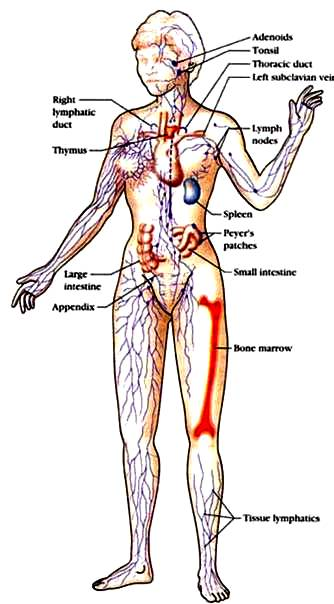 Adenoids
Tonsil
Thoracic duct
Left subclavian vein
Right
lymphatic
duct
Thymus
Lymph
nodes
Spleen
Peyer's
patches
Large
intestine
Small intestine
Appendix
Bone marrow
Tissue lymphatics